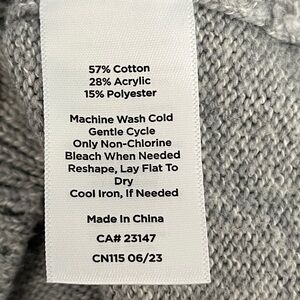 57% Cotton
28% Acrylic
15% Polyester
Machine Wash Cold
Gentle Cycle
Only Non-Chlorine
Bleach When Needed
Reshape, Lay Flat To
Dry
Cool Iron, If Needed
Made In China
CA# 23147
CN115 06/23